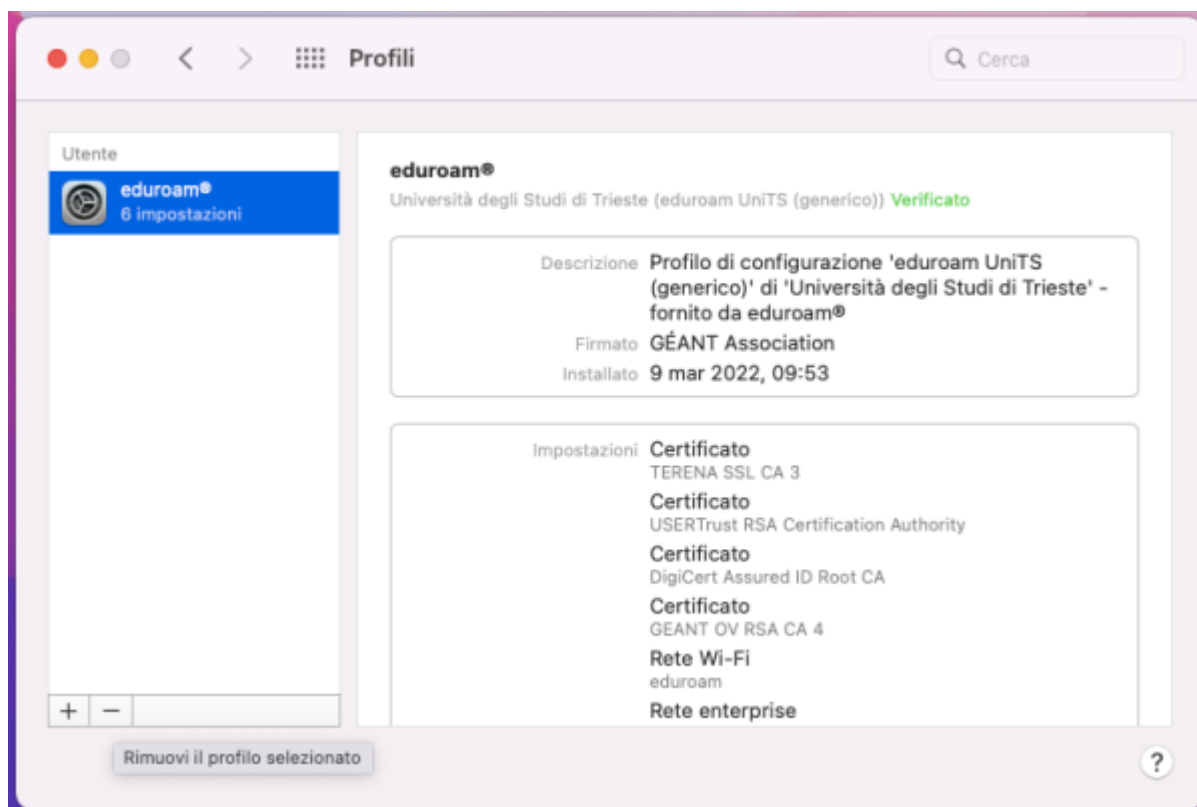 Profili
Cerca
Utente
eduroam®
6 impostazioni
eduroam®
Università degli Studi di Trieste (eduroam UniTS (generico)) Verificato
Descrizione Profilo di configurazione 'eduroam UniTS
(generico)' di 'Università degli Studi di Trieste' -
fornito da eduroam®
Firmato GÉANT Association
Installato 9 mar 2022, 09:53
Impostazioni Certificato
TERENA SSL CA 3
Certificato
USERTrust RSA Certification Authority
Certificato
DigiCert Assured ID Root CA
Certificato
GEANT OV RSA CA 4
Rete Wi-Fi
eduroam
Rete enterprise
+ −
Rimuovi il profilo selezionato
?